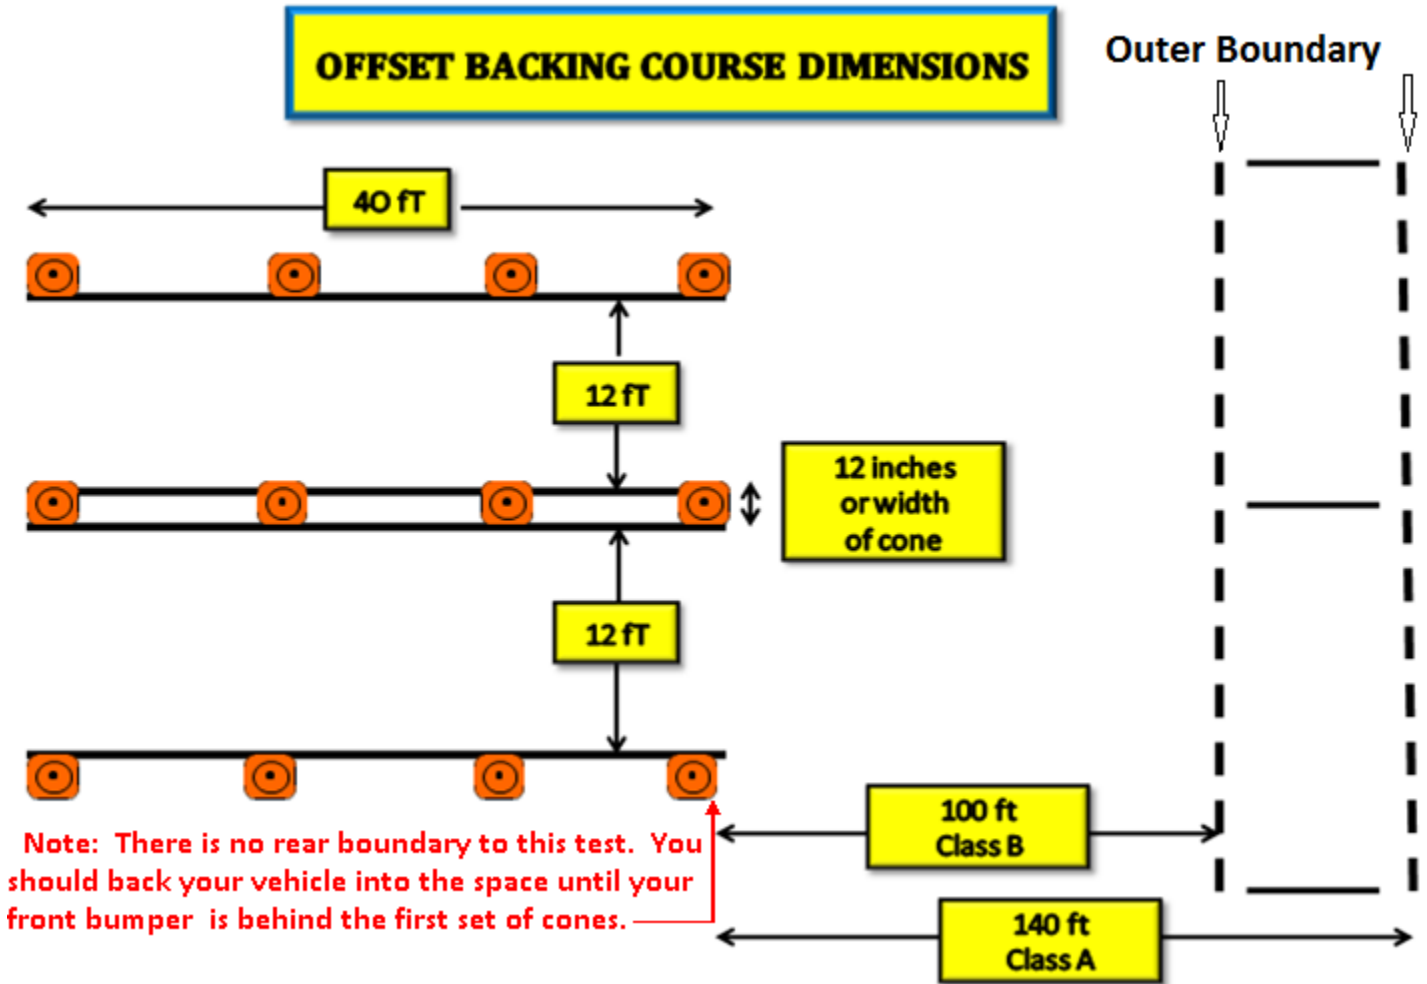 OFFSET BACKING COURSE DIMENSIONS
Outer Boundary
40 fT
12 fT
12 inches
or width
of cone
12 fT
100 ft
Class B
Note:  There is no rear boundary to this test.  You
should back your vehicle into the space until your
front bumper  is behind the first set of cones.
140 ft
Class A